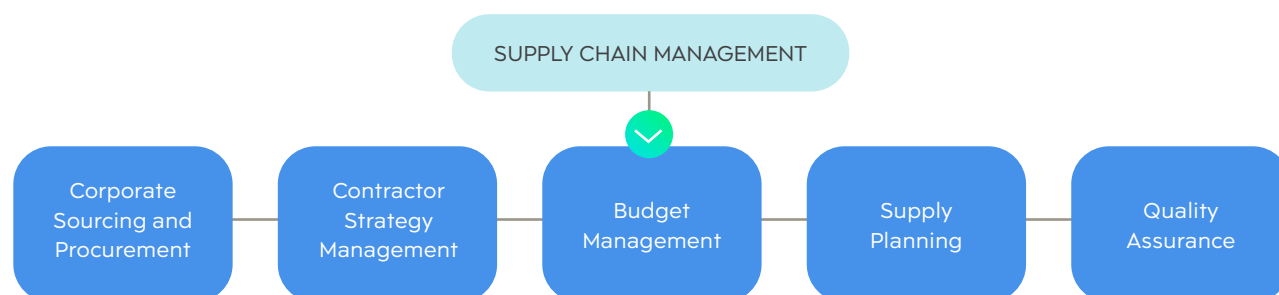 SUPPLY CHAIN MANAGEMENT
Corporate
Sourcing and
Procurement
Contractor
Strategy
Management
Budget
Management
Supply
Planning
Quality
Assurance